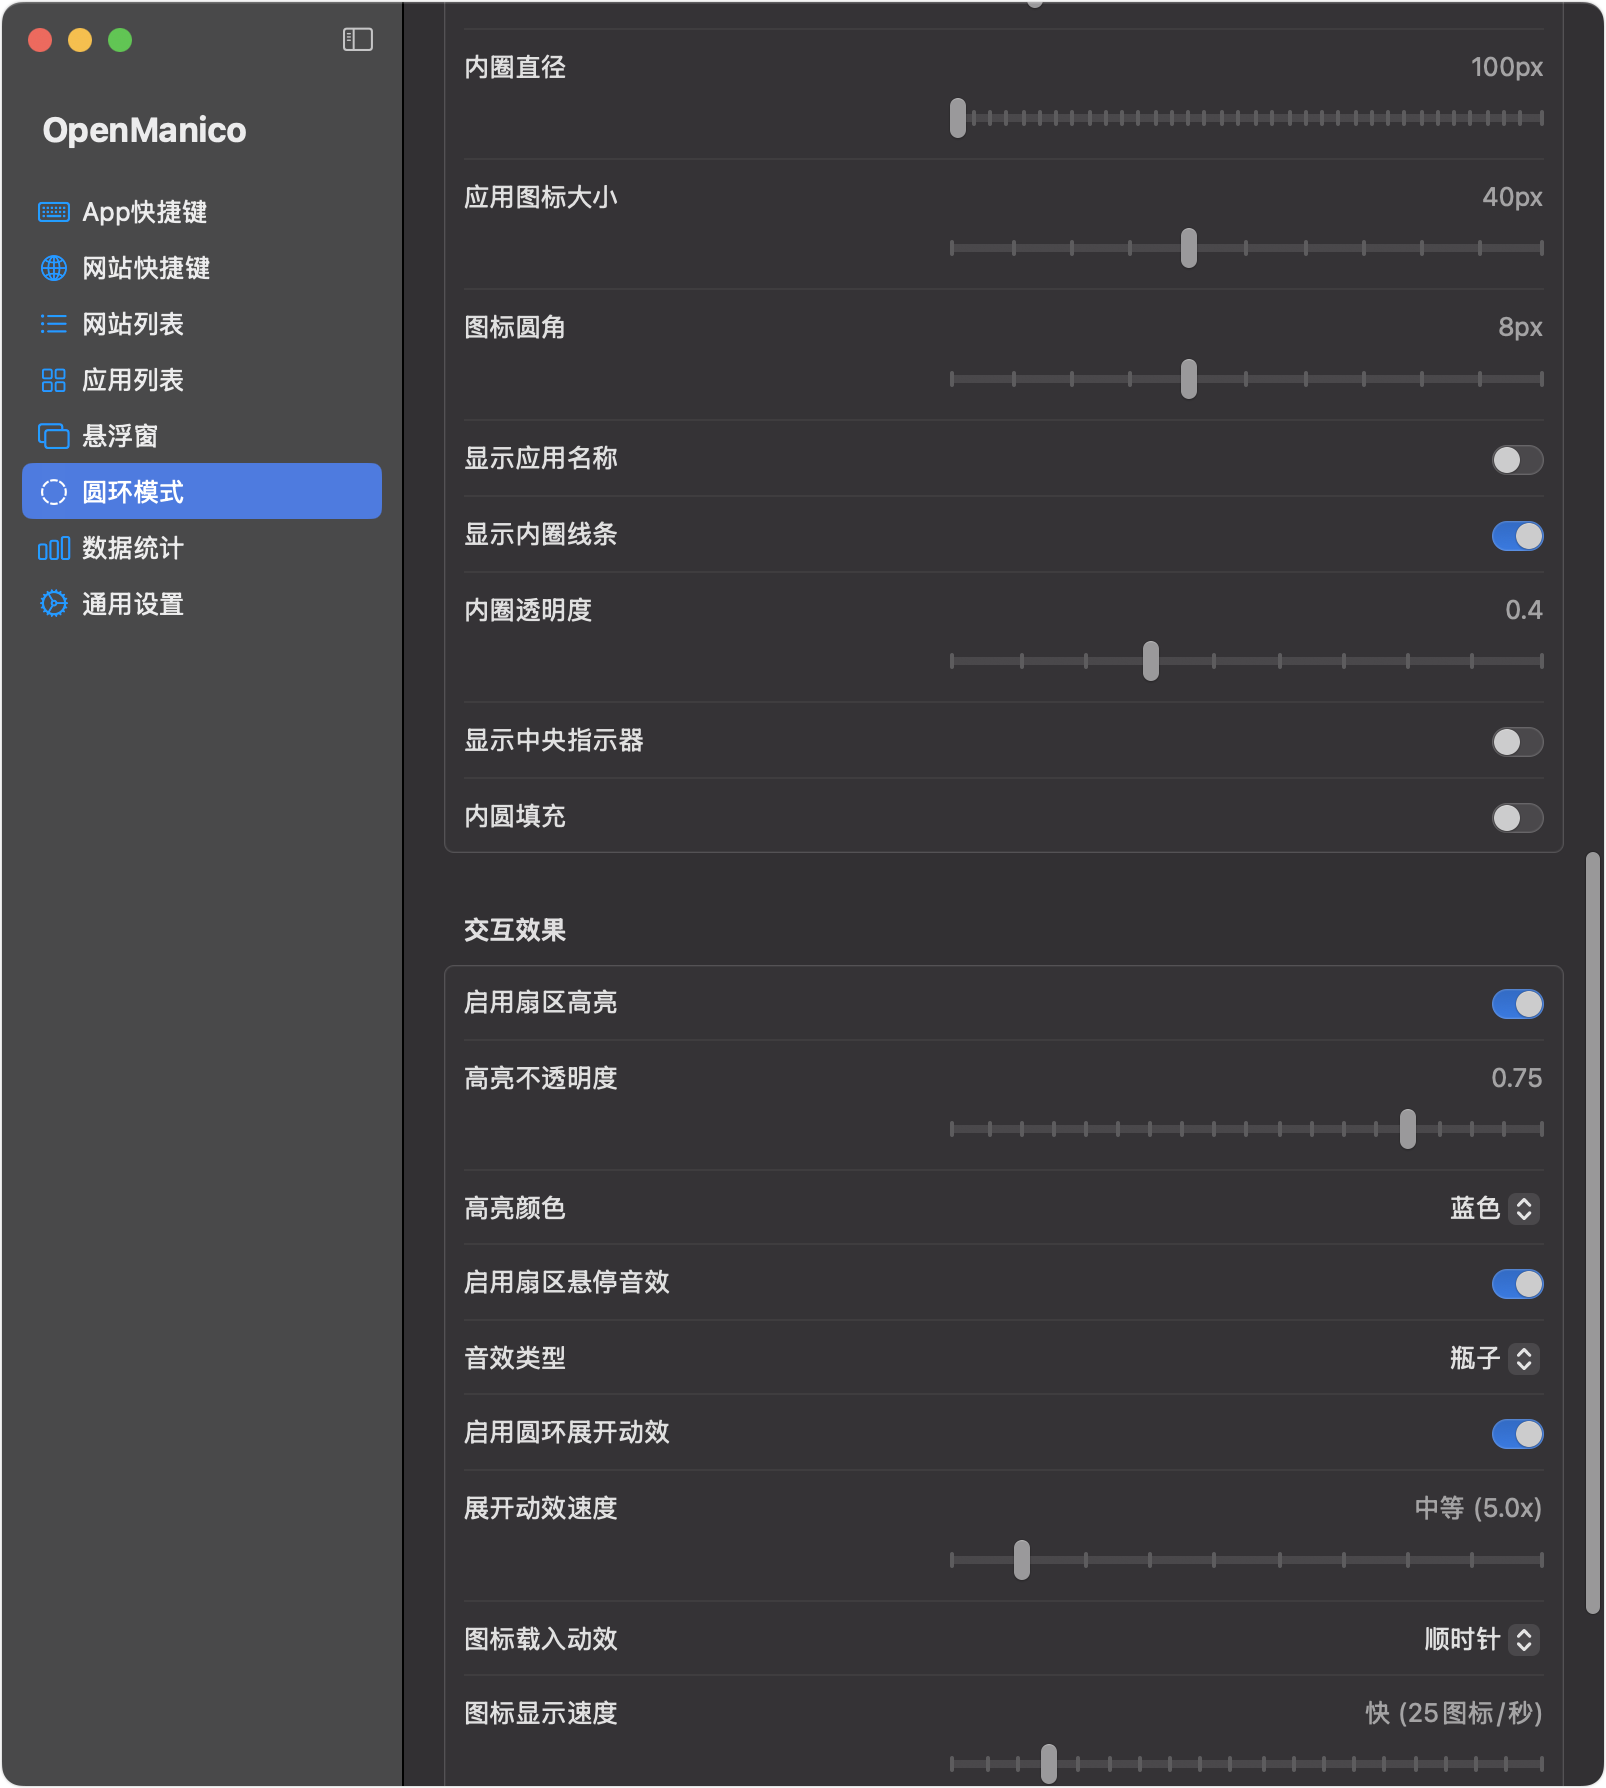 OpenManico
App快捷键
网站快捷键
网站列表
应用列表
悬浮窗
圆环模式
数据统计
通用设置
内圈直径 100px
应用图标大小 40px
图标圆角 8px
显示应用名称
显示内圈线条
内圈透明度 0.4
显示中央指示器
内圆填充
交互效果
启用扇区高亮
高亮不透明度 0.75
高亮颜色 蓝色
启用扇区悬停音效
音效类型 瓶子
启用圆环展开动效
展开动效速度 中等 (5.0x)
图标载入动效 顺时针
图标显示速度 快 (25图标/秒)